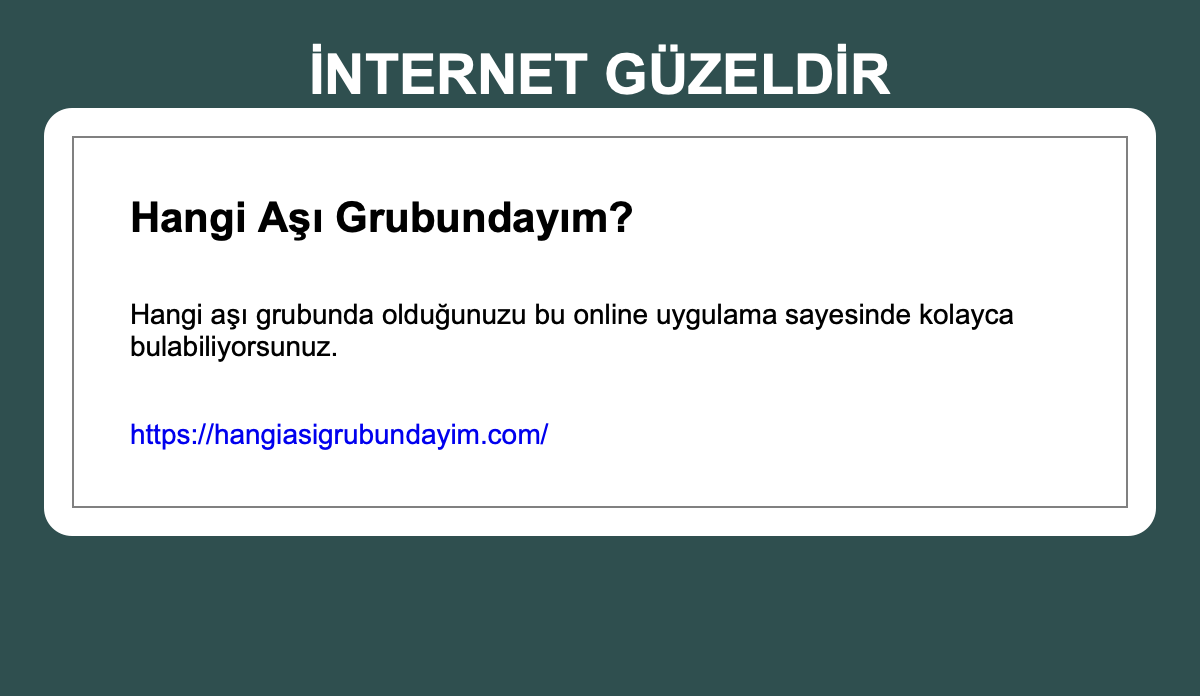 İNTERNET GÜZELDİR
Hangi Aşı Grubundayım?
Hangi aşı grubunda olduğunuzu bu online uygulama sayesinde kolayca
bulabiliyorsunuz.
https://hangiasigrubundayim.com/